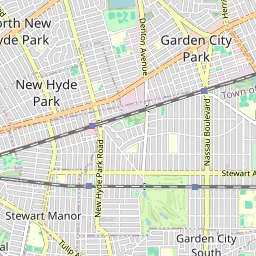 North New
Hyde Park
Denton Avenue
Garden City
Park
New Hyde
Park
Town of
Nassau Boulevard
New Hyde Park Road
Stewart A
Stewart Manor
Tulip A
Garden City
South